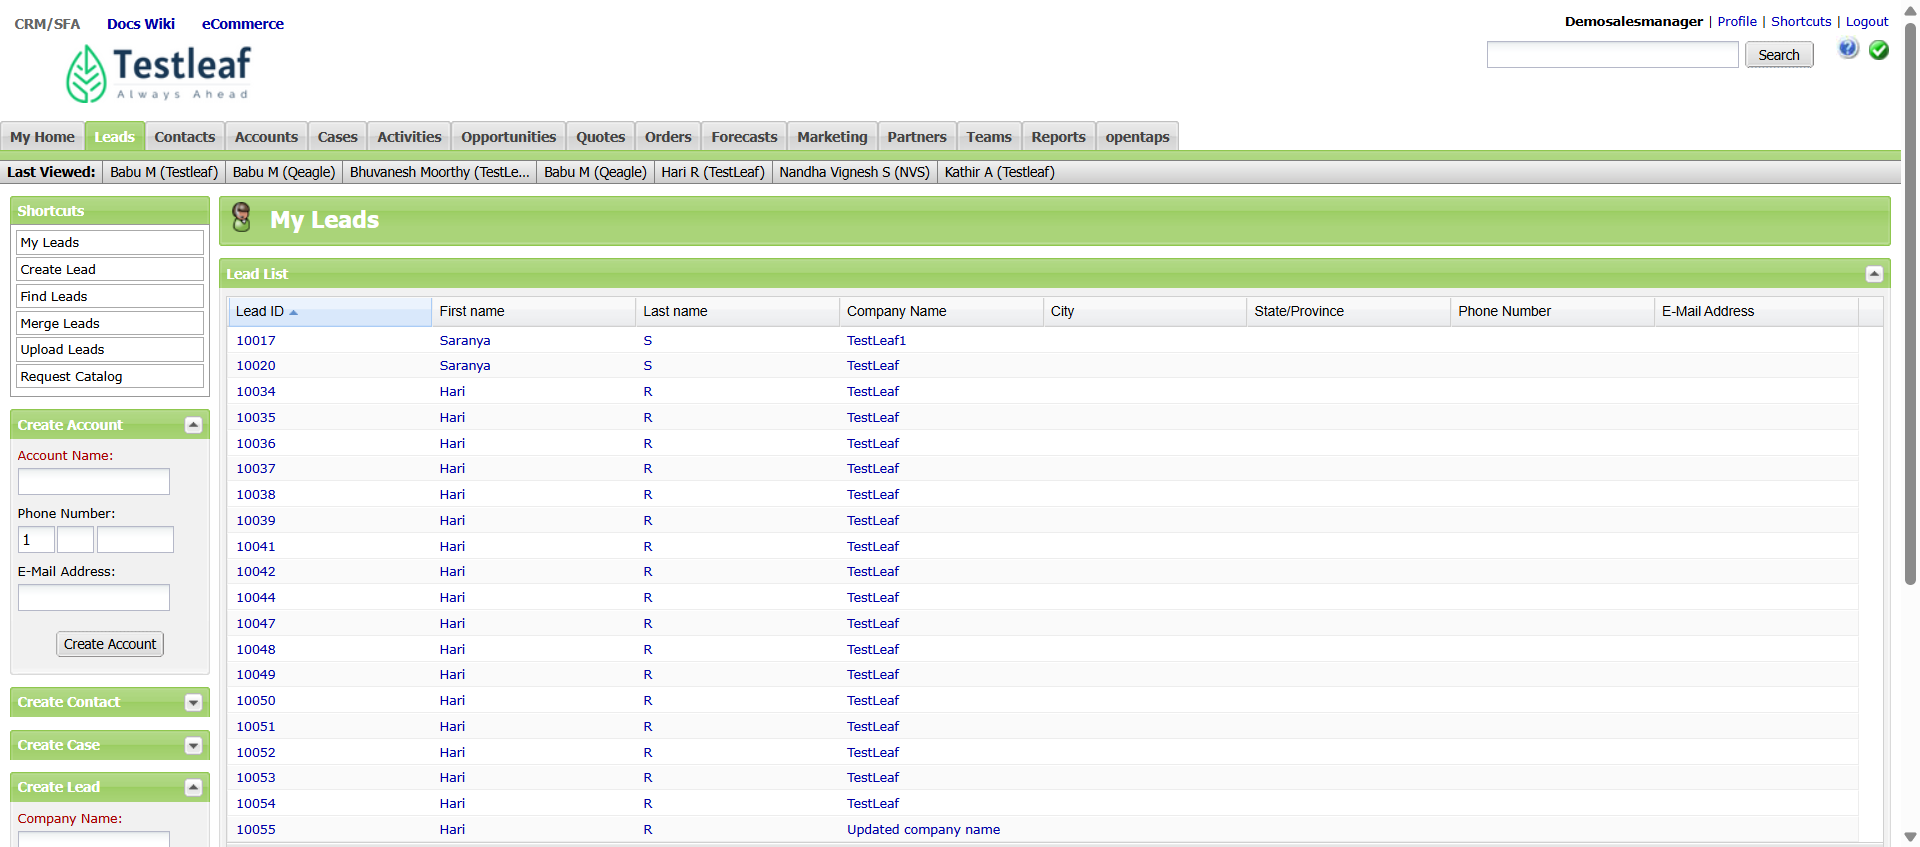 CRM/SFA Docs Wiki eCommerce
Demosalesmanager | Profile | Shortcuts | Logout
Testleaf
Always Ahead
Search
My Home Leads Contacts Accounts Cases Activities Opportunities Quotes Orders Forecasts Marketing Partners Teams Reports opentaps
Last Viewed: Babu M (Testleaf) Babu M (Qeagle) Bhuvanesh Moorthy (TestLe... Babu M (Qeagle) Hari R (TestLeaf) Nandha Vignesh S (NVS) Kathir A (Testleaf)
Shortcuts
My Leads
Create Lead
Find Leads
Merge Leads
Upload Leads
Request Catalog
Create Account
Account Name:
Phone Number:
1
E-Mail Address:
Create Account
Create Contact
Create Case
Create Lead
Company Name:
My Leads
Lead List
Lead ID First name Last name Company Name City State/Province Phone Number E-Mail Address
10017 Saranya S TestLeaf1
10020 Saranya S TestLeaf
10034 Hari R TestLeaf
10035 Hari R TestLeaf
10036 Hari R TestLeaf
10037 Hari R TestLeaf
10038 Hari R TestLeaf
10039 Hari R TestLeaf
10041 Hari R TestLeaf
10042 Hari R TestLeaf
10044 Hari R TestLeaf
10047 Hari R TestLeaf
10048 Hari R TestLeaf
10049 Hari R TestLeaf
10050 Hari R TestLeaf
10051 Hari R TestLeaf
10052 Hari R TestLeaf
10053 Hari R TestLeaf
10054 Hari R TestLeaf
10055 Hari R Updated company name